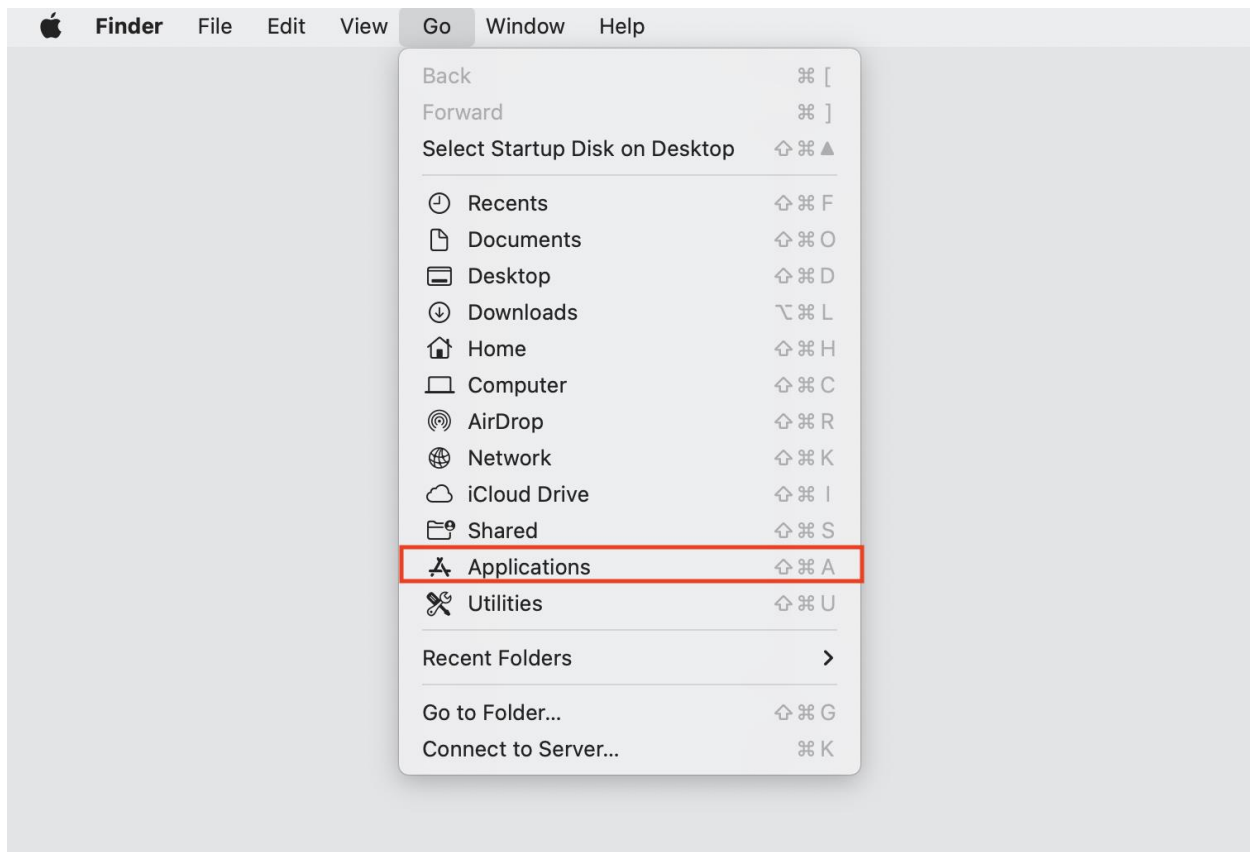 Finder File Edit View Go Window Help
Back ⌘ [
Forward ⌘ ]
Select Startup Disk on Desktop ⇧⌘▲
Recents ⇧⌘F
Documents ⇧⌘O
Desktop ⇧⌘D
Downloads ⌥⌘L
Home ⇧⌘H
Computer ⇧⌘C
AirDrop ⇧⌘R
Network ⇧⌘K
iCloud Drive ⇧⌘I
Shared ⇧⌘S
Applications ⇧⌘A
Utilities ⇧⌘U
Recent Folders >
Go to Folder... ⇧⌘G
Connect to Server... ⌘K